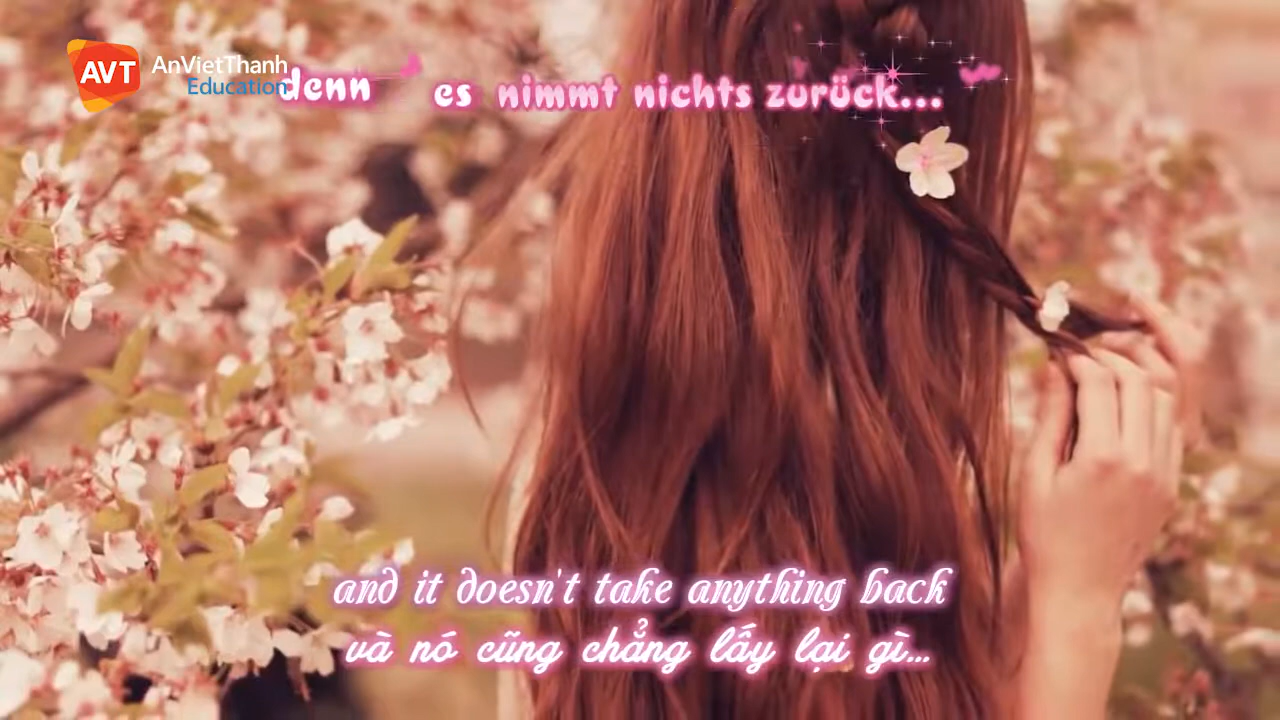 AVT
AnVietThanh
Education
denn es nimmt nichts zurück...
and it doesn't take anything back
và nó cũng chẳng lấy lại gì...